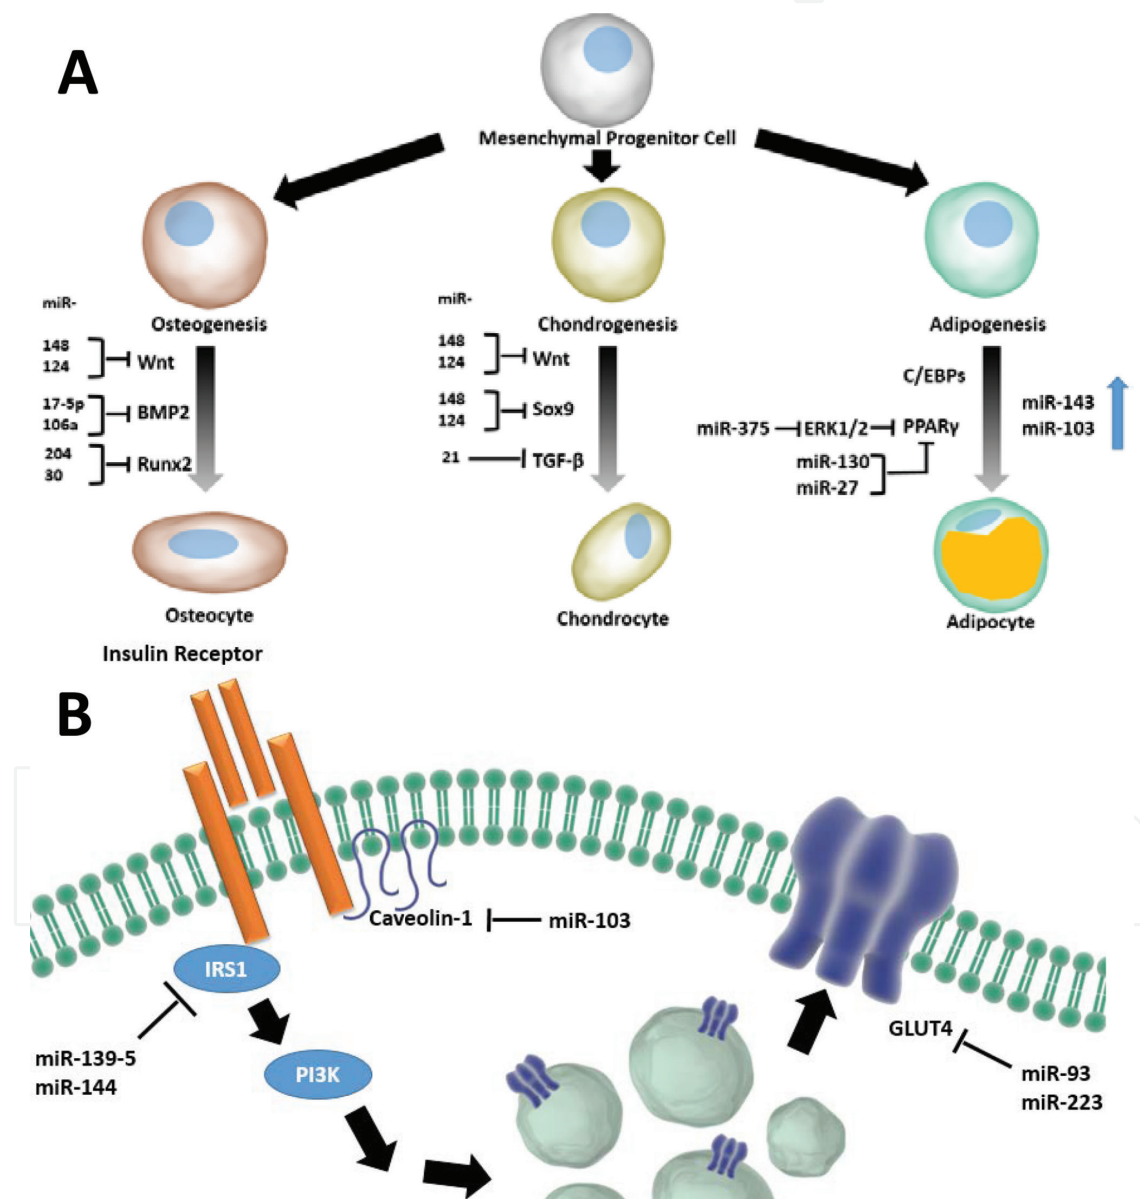 A
Mesenchymal Progenitor Cell
miR-
Osteogenesis
148
124
Wnt
17-5p
106a
BMP2
204
30
Runx2
Osteocyte
miR-
Chondrogenesis
148
124
Wnt
148
124
Sox9
21
TGF-β
Chondrocyte
Adipogenesis
C/EBPs
miR-143
miR-103
miR-375
ERK1/2
PPARγ
miR-130
miR-27
Adipocyte
Insulin Receptor
B
Caveolin-1
miR-103
IRS1
miR-139-5
miR-144
PI3K
GLUT4
miR-93
miR-223